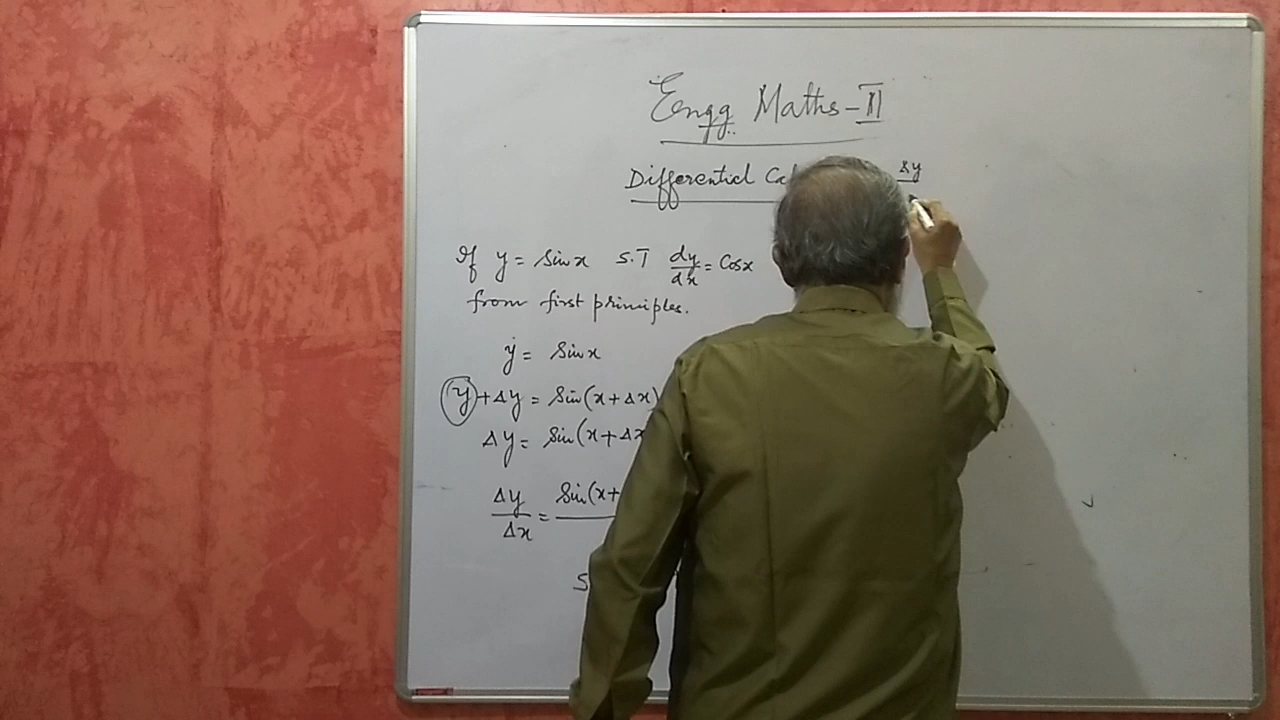 Engg Maths-II
Differential
Δy
If y = Sinx S.T dy/dx = Cosx
from first principles.
y = Sinx
y + Δy = Sin(x + Δx)
Δy = Sin(x + Δx
Δy/Δx = Sin(x+